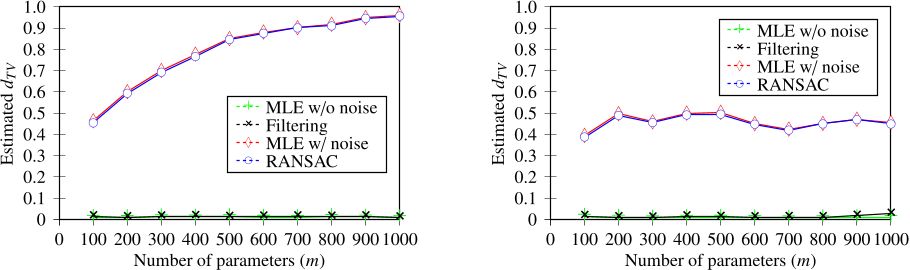 1.0
0.9
0.8
0.7
0.6
0.5
0.4
0.3
0.2
0.1
0
Estimated d_TV
MLE w/o noise
Filtering
MLE w/ noise
RANSAC
0 100 200 300 400 500 600 700 800 900 1000
Number of parameters (m)
1.0
0.9
0.8
0.7
0.6
0.5
0.4
0.3
0.2
0.1
0
Estimated d_TV
MLE w/o noise
Filtering
MLE w/ noise
RANSAC
0 100 200 300 400 500 600 700 800 900 1000
Number of parameters (m)